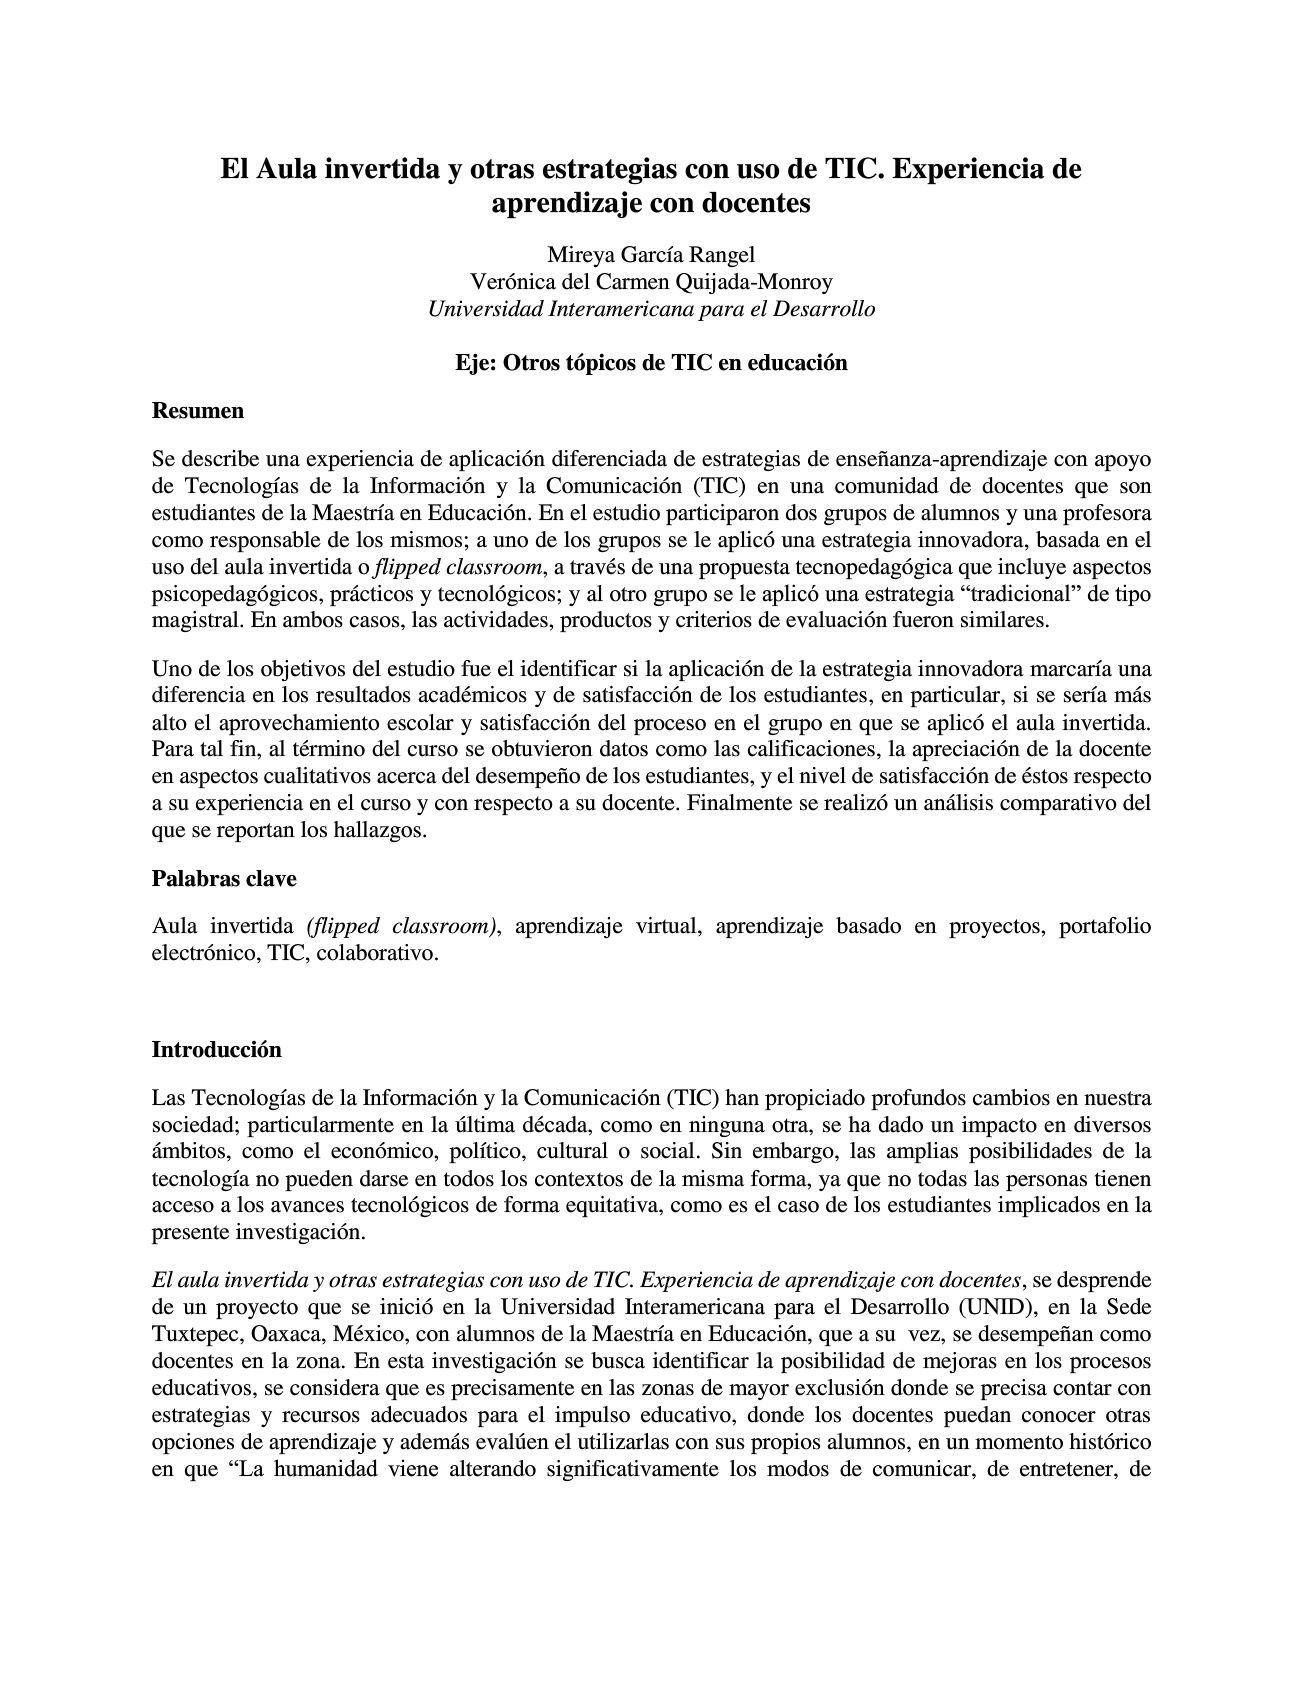 El Aula invertida y otras estrategias con uso de TIC. Experiencia de
aprendizaje con docentes
Mireya García Rangel
Verónica del Carmen Quijada-Monroy
Universidad Interamericana para el Desarrollo
Eje: Otros tópicos de TIC en educación
Resumen
Se describe una experiencia de aplicación diferenciada de estrategias de enseñanza-aprendizaje con apoyo
de Tecnologías de la Información y la Comunicación (TIC) en una comunidad de docentes que son
estudiantes de la Maestría en Educación. En el estudio participaron dos grupos de alumnos y una profesora
como responsable de los mismos; a uno de los grupos se le aplicó una estrategia innovadora, basada en el
uso del aula invertida o flipped classroom, a través de una propuesta tecnopedagógica que incluye aspectos
psicopedagógicos, prácticos y tecnológicos; y al otro grupo se le aplicó una estrategia “tradicional” de tipo
magistral. En ambos casos, las actividades, productos y criterios de evaluación fueron similares.
Uno de los objetivos del estudio fue el identificar si la aplicación de la estrategia innovadora marcaría una
diferencia en los resultados académicos y de satisfacción de los estudiantes, en particular, si se sería más
alto el aprovechamiento escolar y satisfacción del proceso en el grupo en que se aplicó el aula invertida.
Para tal fin, al término del curso se obtuvieron datos como las calificaciones, la apreciación de la docente
en aspectos cualitativos acerca del desempeño de los estudiantes, y el nivel de satisfacción de éstos respecto
a su experiencia en el curso y con respecto a su docente. Finalmente se realizó un análisis comparativo del
que se reportan los hallazgos.
Palabras clave
Aula invertida (flipped classroom), aprendizaje virtual, aprendizaje basado en proyectos, portafolio
electrónico, TIC, colaborativo.
Introducción
Las Tecnologías de la Información y la Comunicación (TIC) han propiciado profundos cambios en nuestra
sociedad; particularmente en la última década, como en ninguna otra, se ha dado un impacto en diversos
ámbitos, como el económico, político, cultural o social. Sin embargo, las amplias posibilidades de la
tecnología no pueden darse en todos los contextos de la misma forma, ya que no todas las personas tienen
acceso a los avances tecnológicos de forma equitativa, como es el caso de los estudiantes implicados en la
presente investigación.
El aula invertida y otras estrategias con uso de TIC. Experiencia de aprendizaje con docentes, se desprende
de un proyecto que se inició en la Universidad Interamericana para el Desarrollo (UNID), en la Sede
Tuxtepec, Oaxaca, México, con alumnos de la Maestría en Educación, que a su vez, se desempeñan como
docentes en la zona. En esta investigación se busca identificar la posibilidad de mejoras en los procesos
educativos, se considera que es precisamente en las zonas de mayor exclusión donde se precisa contar con
estrategias y recursos adecuados para el impulso educativo, donde los docentes puedan conocer otras
opciones de aprendizaje y además evalúen el utilizarlas con sus propios alumnos, en un momento histórico
en que “La humanidad viene alterando significativamente los modos de comunicar, de entretener, de